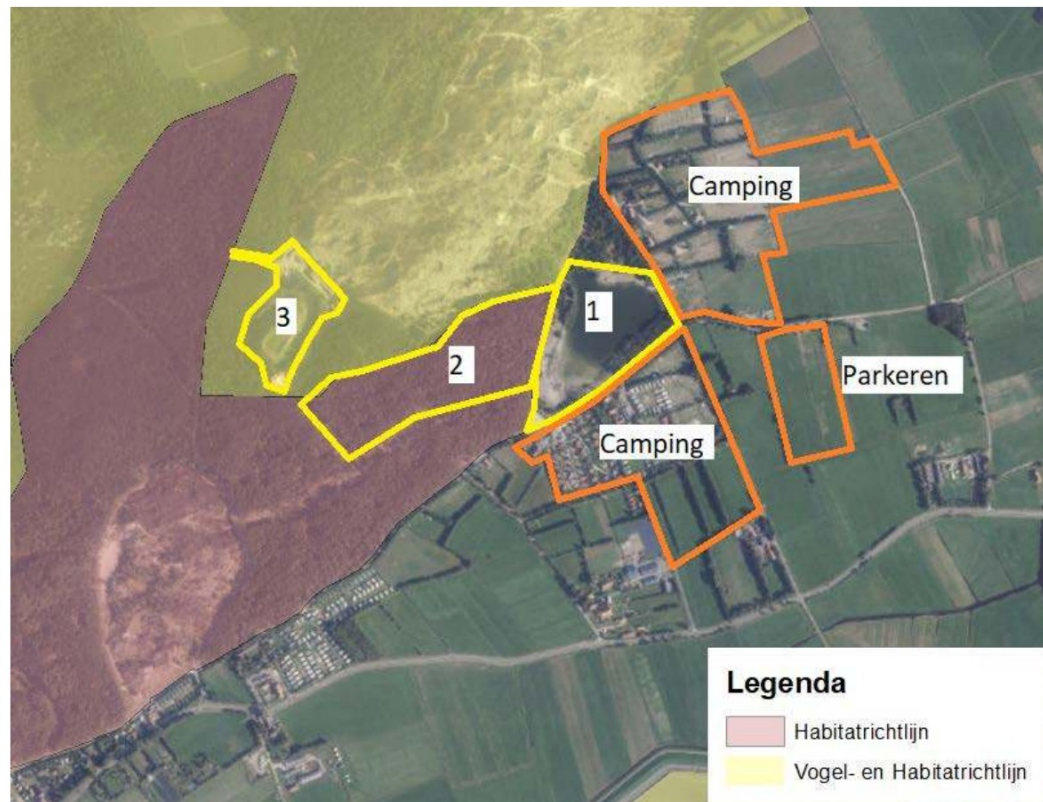 Camping
3
1
2
Parkeren
Camping
Legenda
Habitatrichtlijn
Vogel- en Habitatrichtlijn